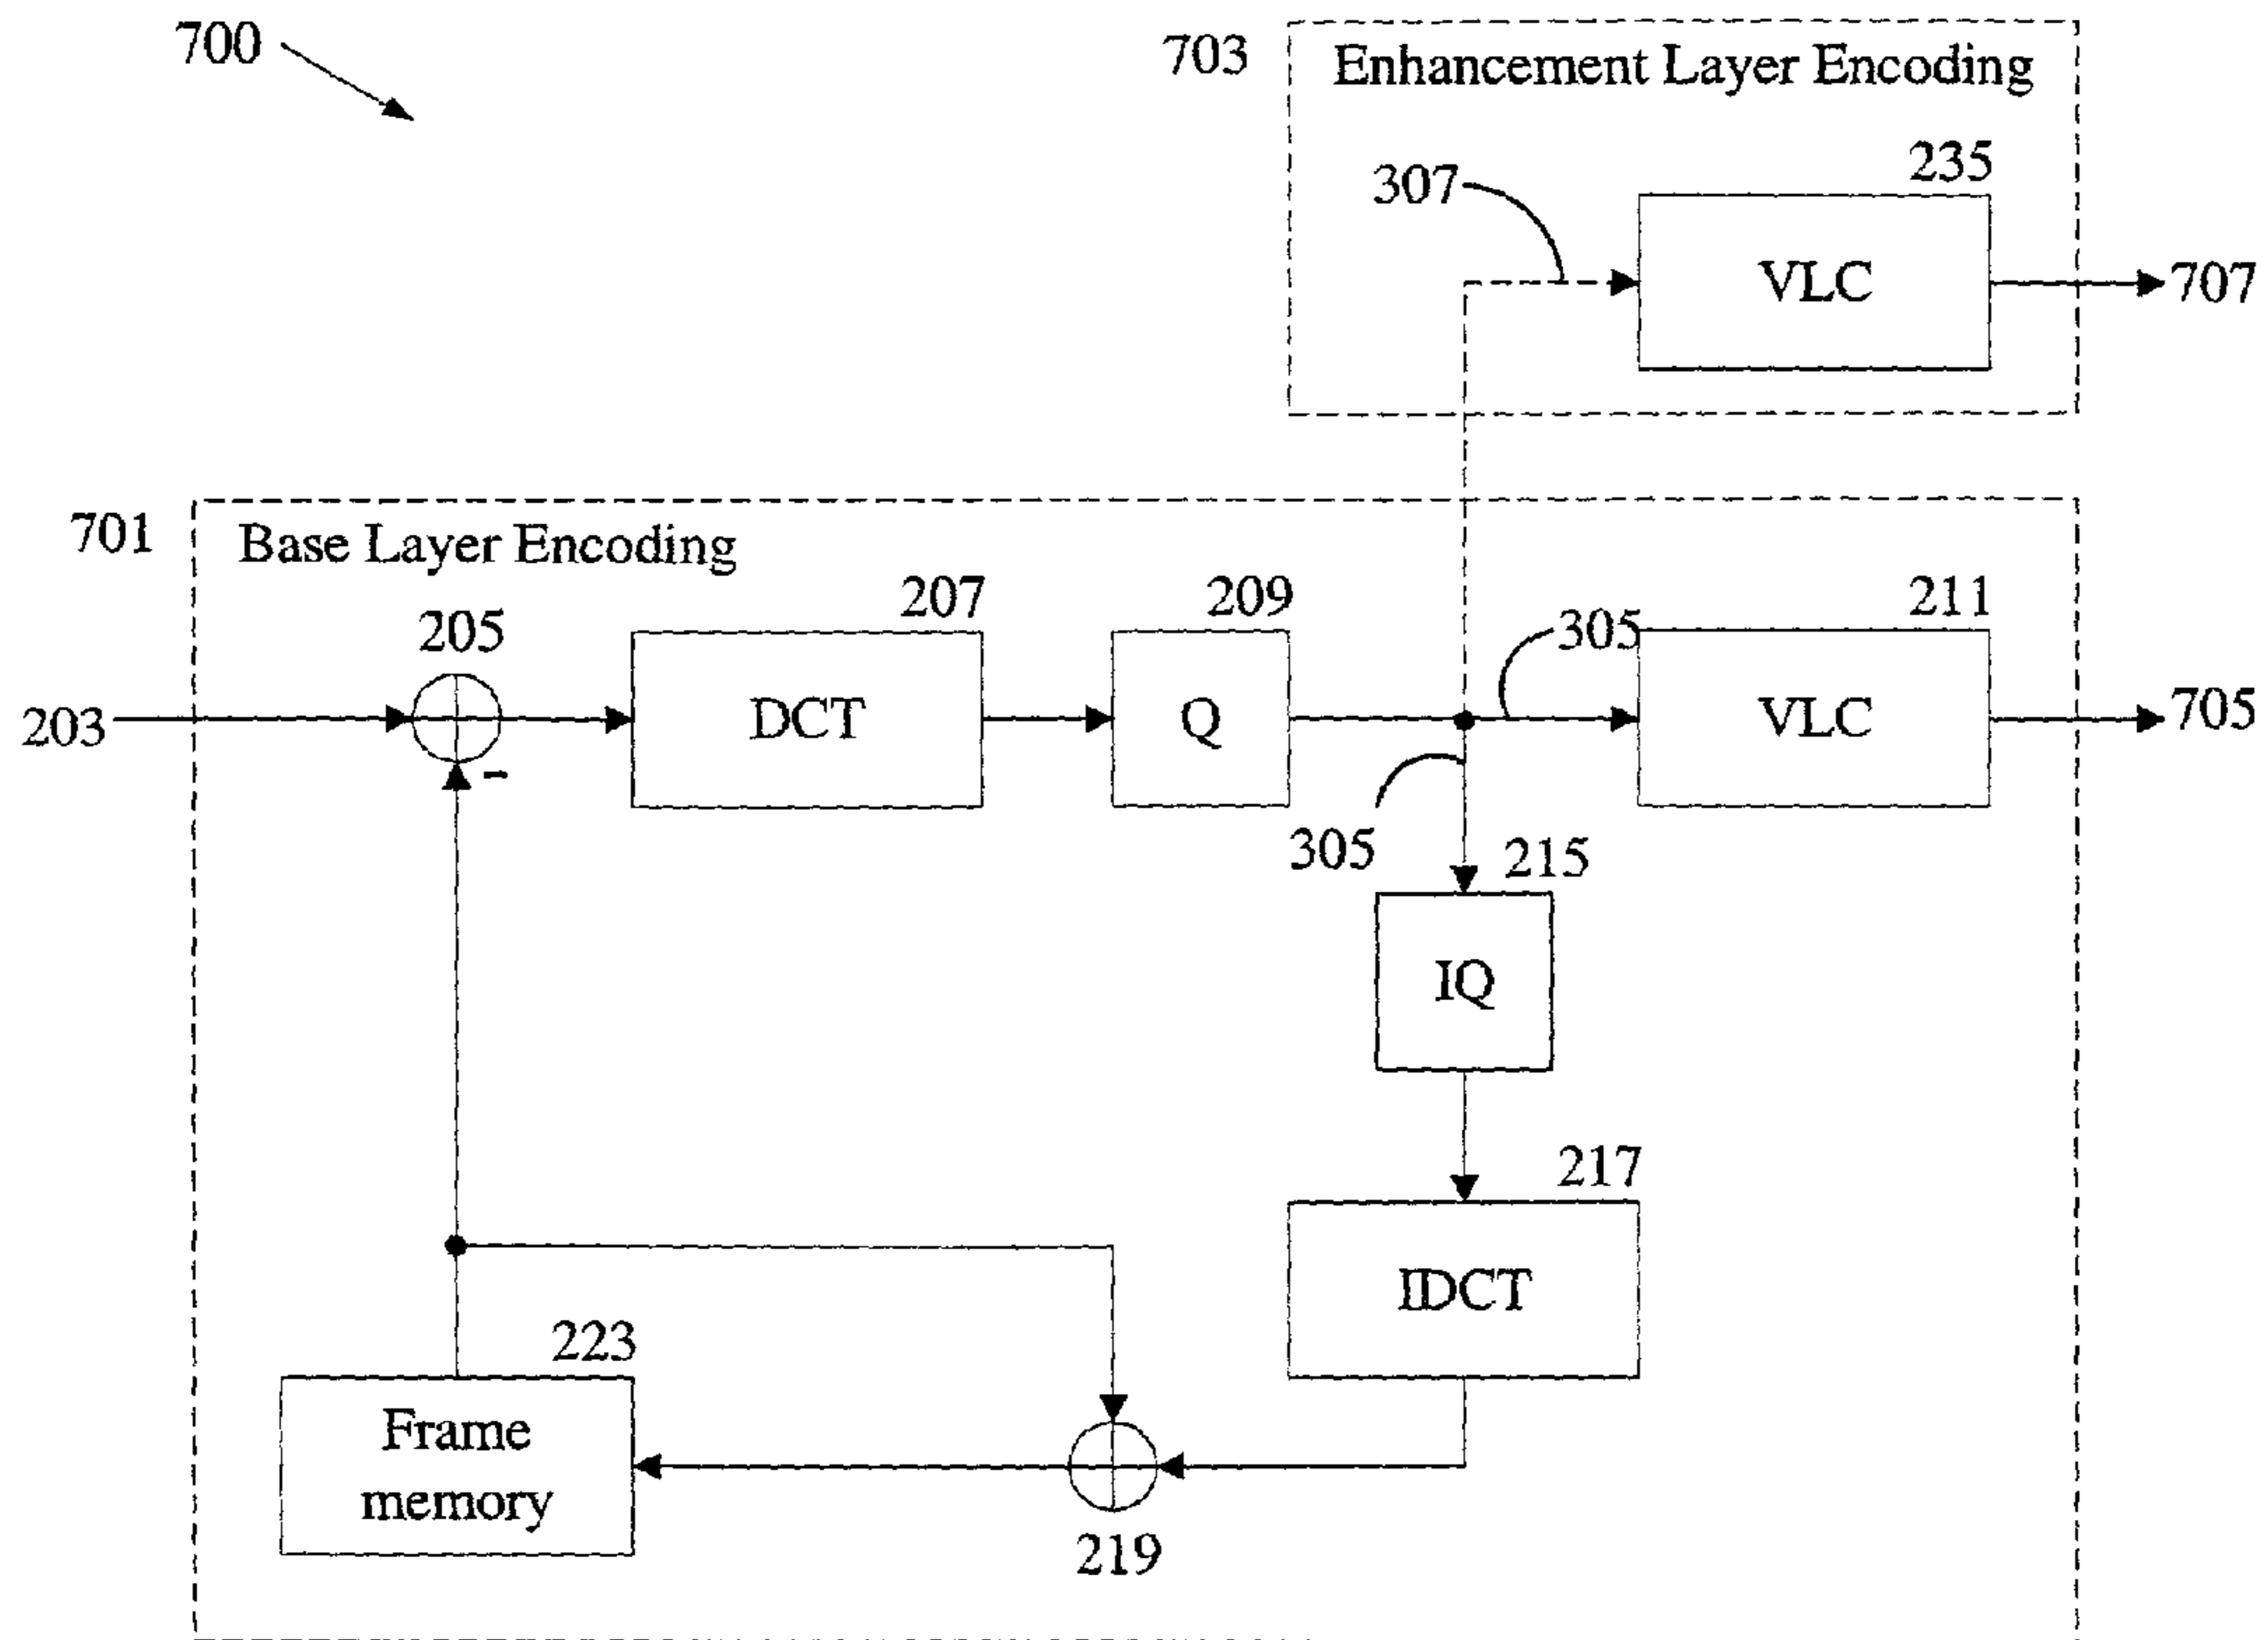 700
703
Enhancement Layer Encoding
307
235
VLC
707
701
Base Layer Encoding
205
207
209
305
211
203
DCT
Q
VLC
705
-
305
215
IQ
217
IDCT
223
Frame
memory
219